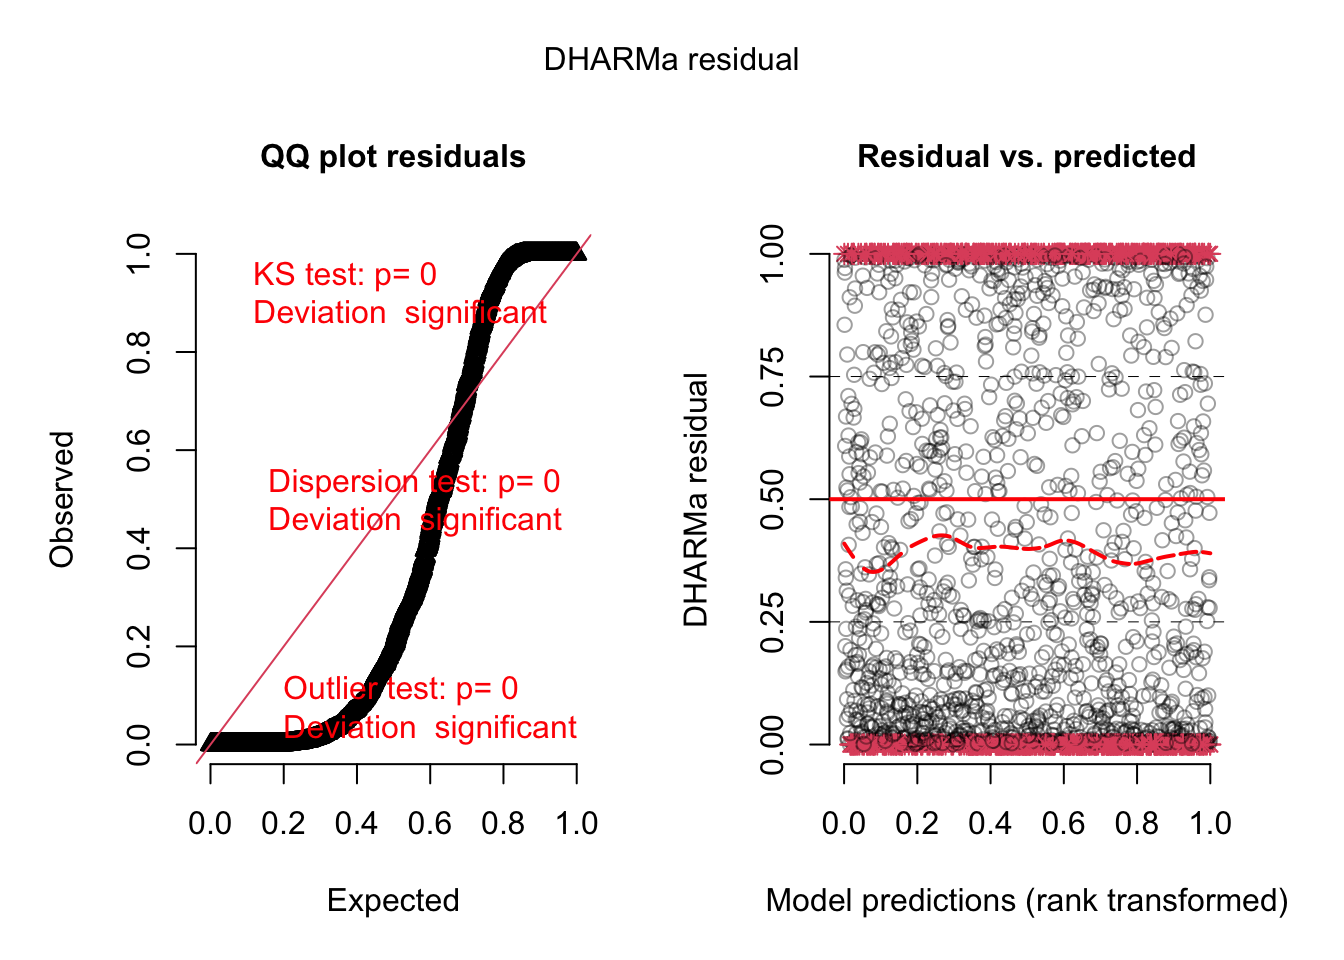 DHARMa residual
QQ plot residuals
KS test: p= 0
Deviation  significant
Dispersion test: p= 0
Deviation  significant
Outlier test: p= 0
Deviation  significant
Observed
0.0 0.2 0.4 0.6 0.8 1.0
0.0 0.2 0.4 0.6 0.8 1.0
Expected
Residual vs. predicted
DHARMa residual
0.00 0.25 0.50 0.75 1.00
0.0 0.2 0.4 0.6 0.8 1.0
Model predictions (rank transformed)